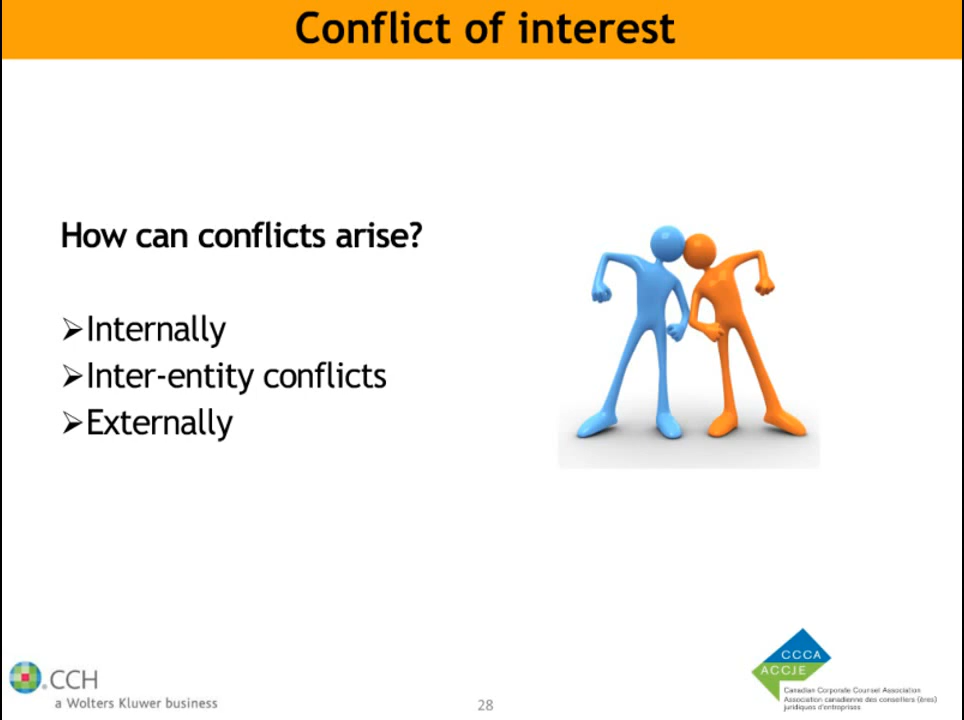 Conflict of interest
How can conflicts arise?
➢Internally
➢Inter-entity conflicts
➢Externally
CCH
a Wolters Kluwer business
28
CCCA
ACCJE
Canadian Corporate Counsel Association
Association canadienne des conseillers (ères)
juridiques d'entreprises